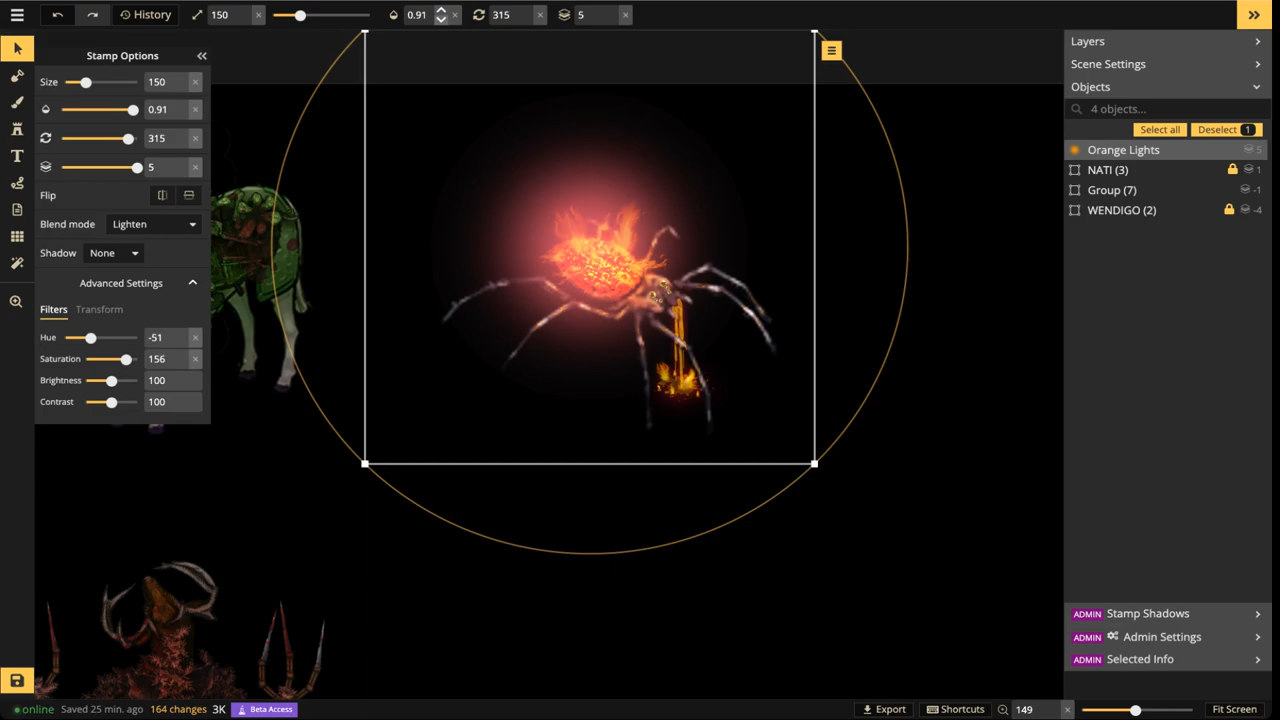 History 150 0.91 315 5
Stamp Options
Size 150
0.91
315
5
Flip
Blend mode Lighten
Shadow None
Advanced Settings
Filters Transform
Hue -51
Saturation 156
Brightness 100
Contrast 100
Layers
Scene Settings
Objects
4 objects...
Select all Deselect 1
Orange Lights 5
NATI (3) 1
Group (7) -1
WENDIGO (2) -4
ADMIN Stamp Shadows
ADMIN Admin Settings
ADMIN Selected Info
online Saved 25 min. ago 164 changes 3K Beta Access Export Shortcuts 149 Fit Screen